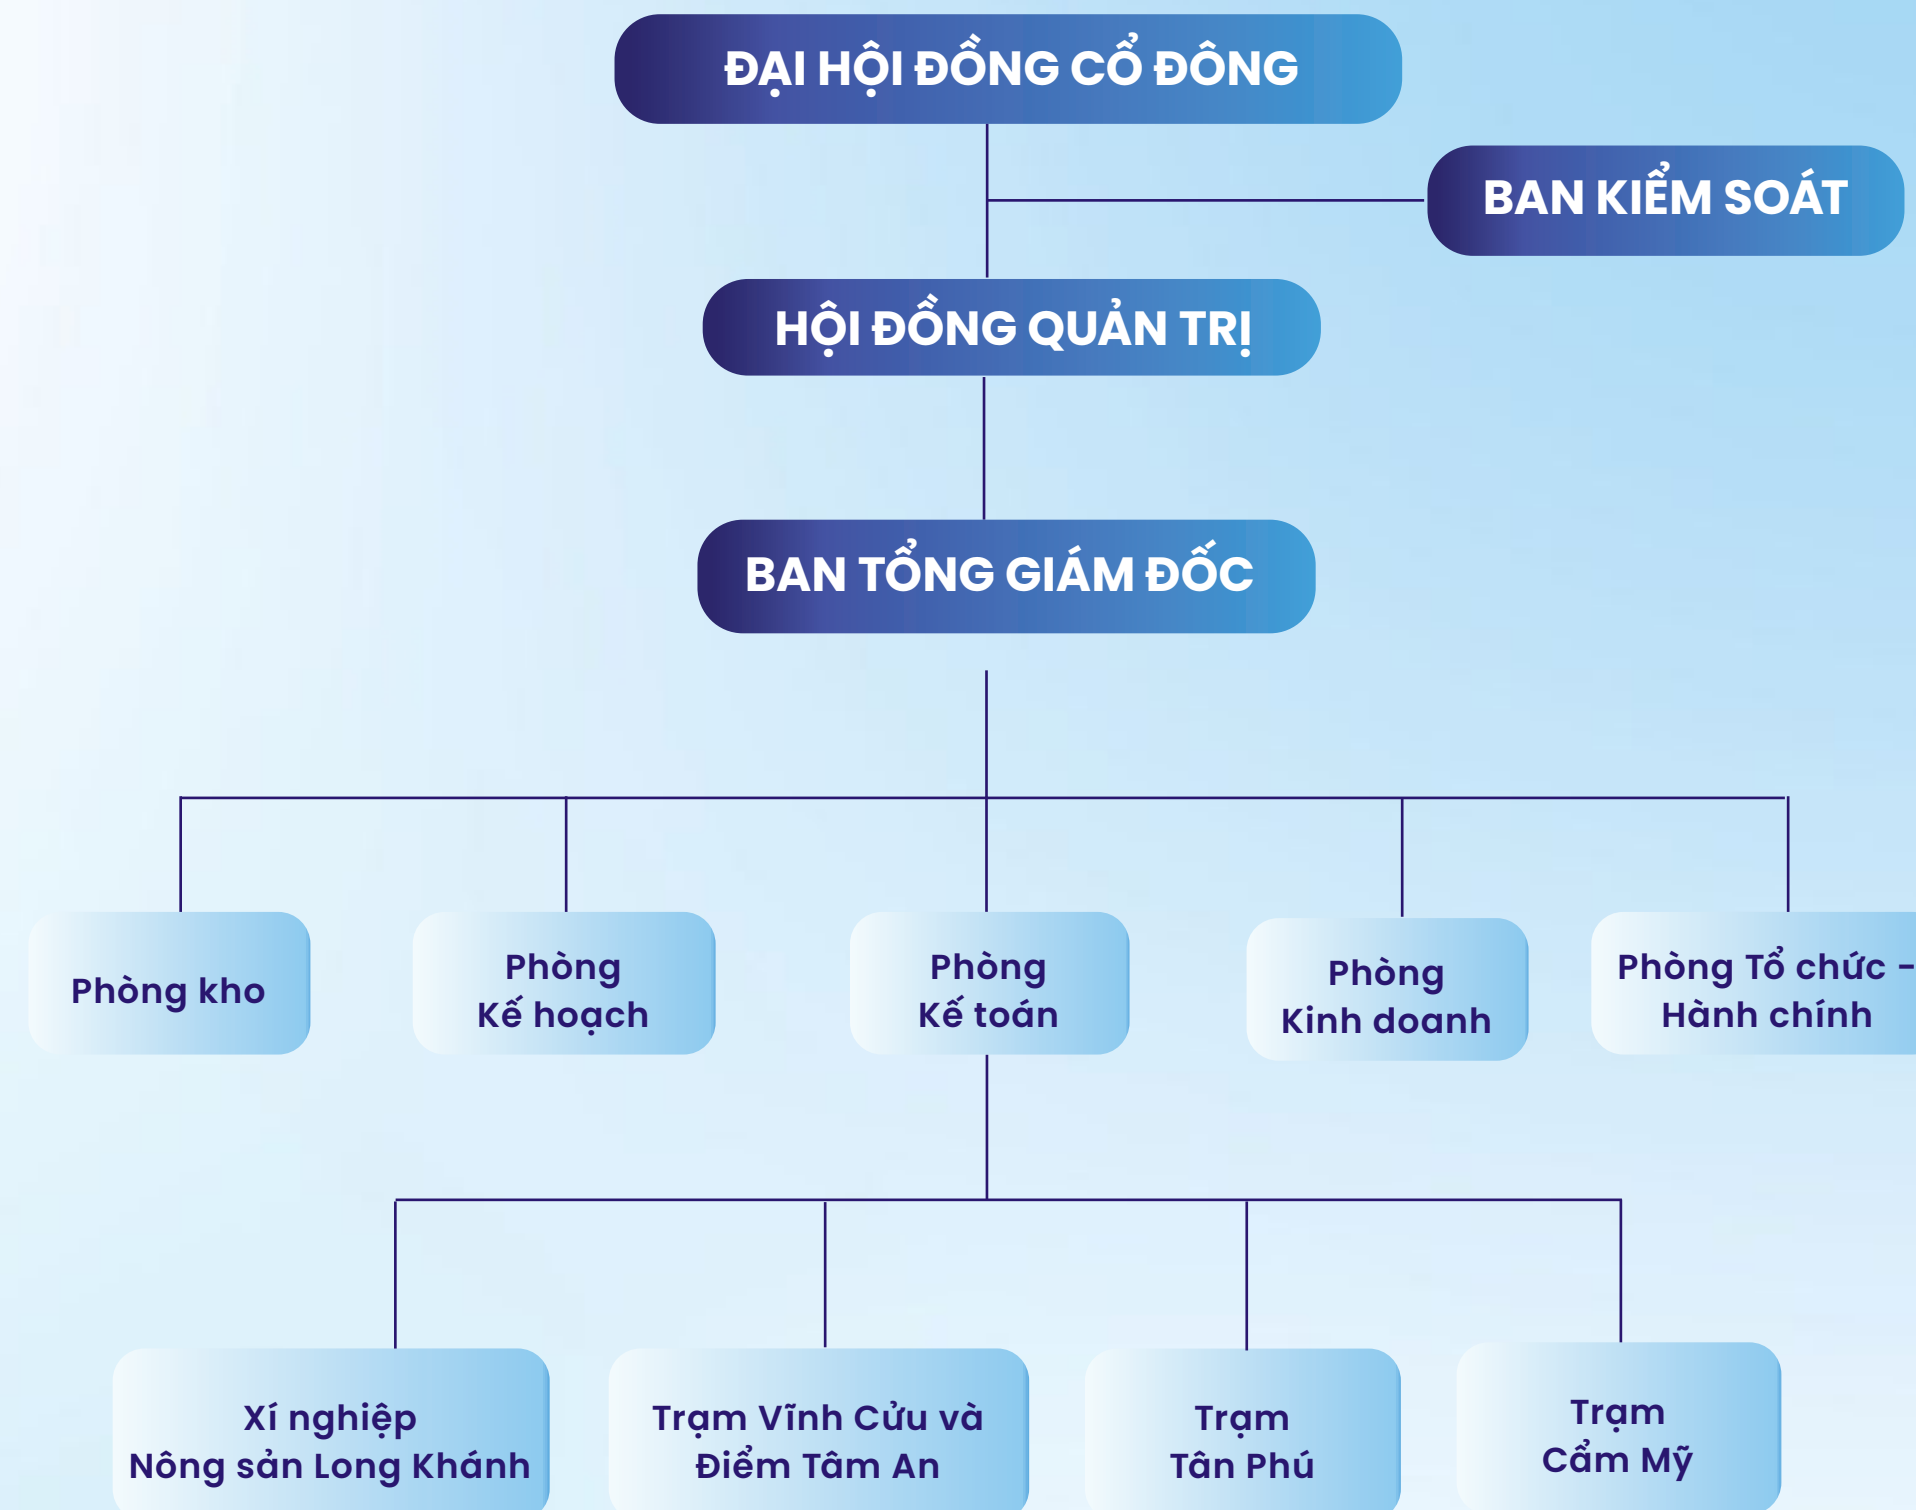 ĐẠI HỘI ĐỒNG CỔ ĐÔNG
BAN KIỂM SOÁT
HỘI ĐỒNG QUẢN TRỊ
BAN TỔNG GIÁM ĐỐC
Phòng kho
Phòng
Kế hoạch
Phòng
Kế toán
Phòng
Kinh doanh
Phòng Tổ chức -
Hành chính
Xí nghiệp
Nông sản Long Khánh
Trạm Vĩnh Cửu và
Điểm Tâm An
Trạm
Tân Phú
Trạm
Cẩm Mỹ